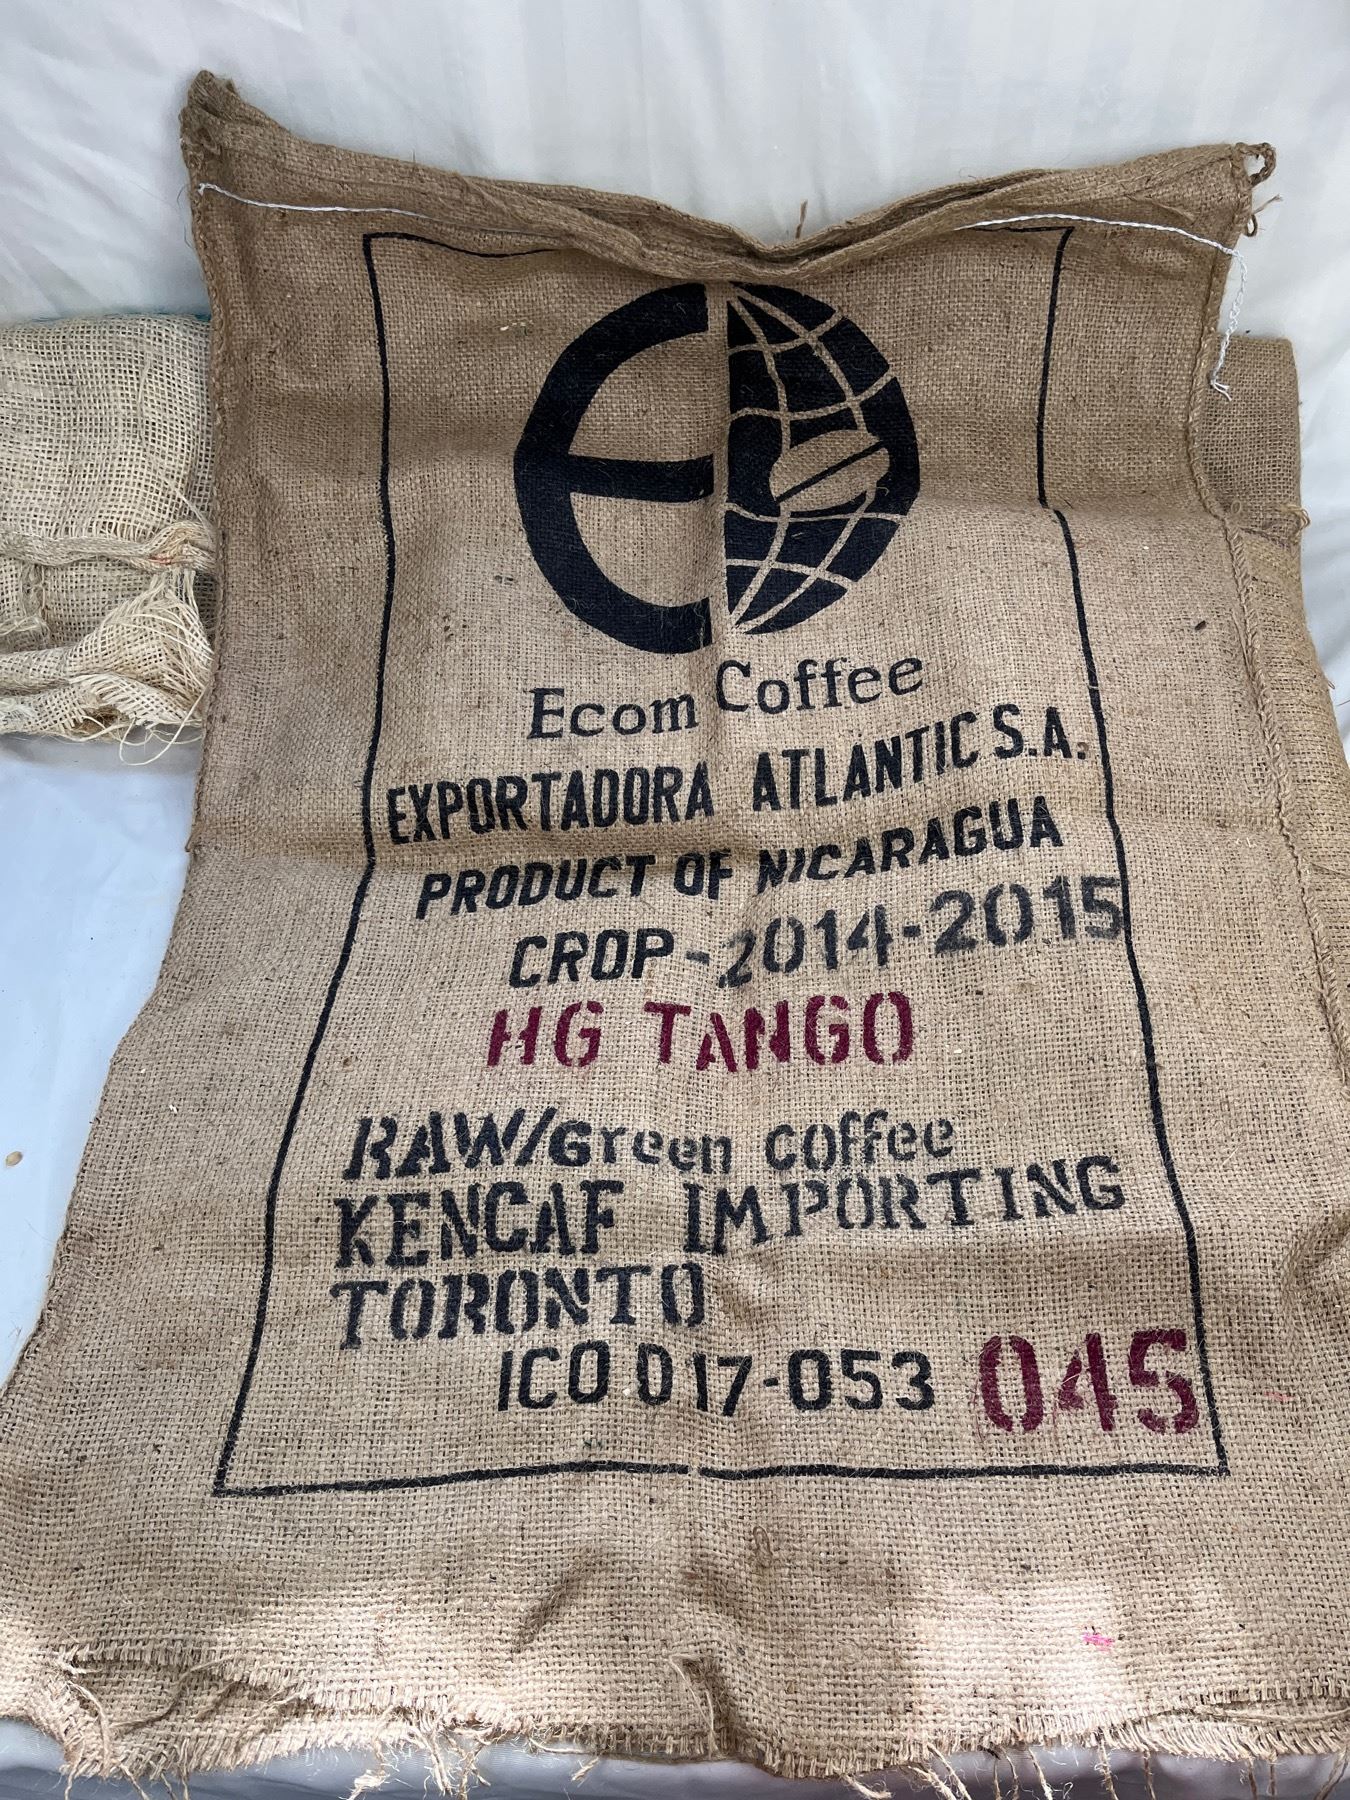 Ecom Coffee
EXPORTADORA ATLANTIC S.A.
PRODUCT OF NICARAGUA
CROP-2014-2015
HG TANGO
RAW/Green coffee
KENCAF IMPORTING
TORONTO
ICO 017-053 045